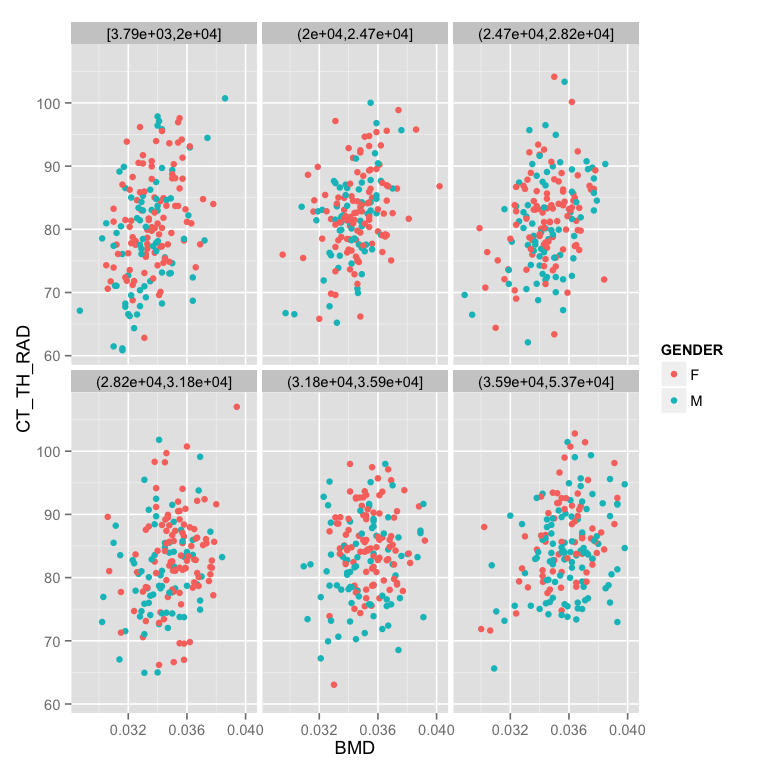 [3.79e+03,2e+04] (2e+04,2.47e+04] (2.47e+04,2.82e+04]
100
90
80
70
60
(2.82e+04,3.18e+04] (3.18e+04,3.59e+04] (3.59e+04,5.37e+04]
100
90
80
70
60
0.032 0.036 0.040 0.032 0.036 0.040 0.032 0.036 0.040
BMD
CT_TH_RAD
GENDER
F
M